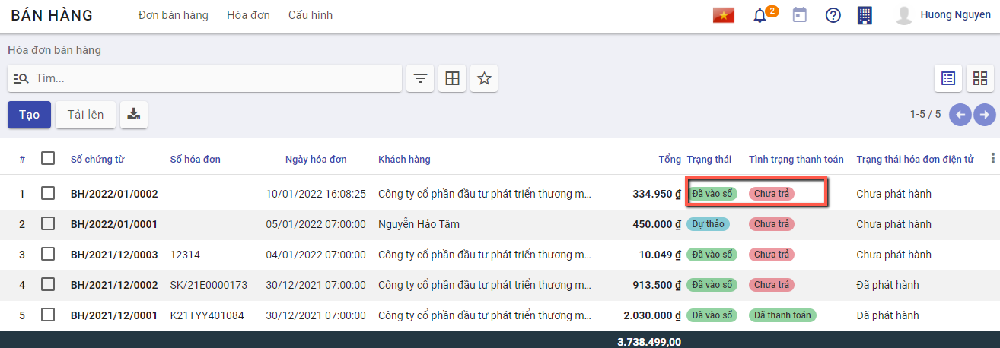 BÁN HÀNG Đơn bán hàng Hóa đơn Cấu hình 2 Huong Nguyen
Hóa đơn bán hàng
Tìm...
Tạo Tải lên 1-5 / 5
# Số chứng từ Số hóa đơn Ngày hóa đơn Khách hàng Tổng Trạng thái Tình trạng thanh toán Trạng thái hóa đơn điện tử
1 BH/2022/01/0002 10/01/2022 16:08:25 Công ty cổ phần đầu tư phát triển thương m... 334.950 ₫ Đã vào sổ Chưa trả Chưa phát hành
2 BH/2022/01/0001 05/01/2022 07:00:00 Nguyễn Hảo Tâm 450.000 ₫ Dự thảo Chưa trả Chưa phát hành
3 BH/2021/12/0003 12314 04/01/2022 07:00:00 Công ty cổ phần đầu tư phát triển thương m... 10.049 ₫ Đã vào sổ Chưa trả Chưa phát hành
4 BH/2021/12/0002 SK/21E0000173 30/12/2021 07:00:00 Công ty cổ phần đầu tư phát triển thương m... 913.500 ₫ Đã vào sổ Chưa trả Đã phát hành
5 BH/2021/12/0001 K21TYY401084 30/12/2021 07:00:00 Công ty cổ phần đầu tư phát triển thương m... 2.030.000 ₫ Đã vào sổ Đã thanh toán Đã phát hành
3.738.499,00